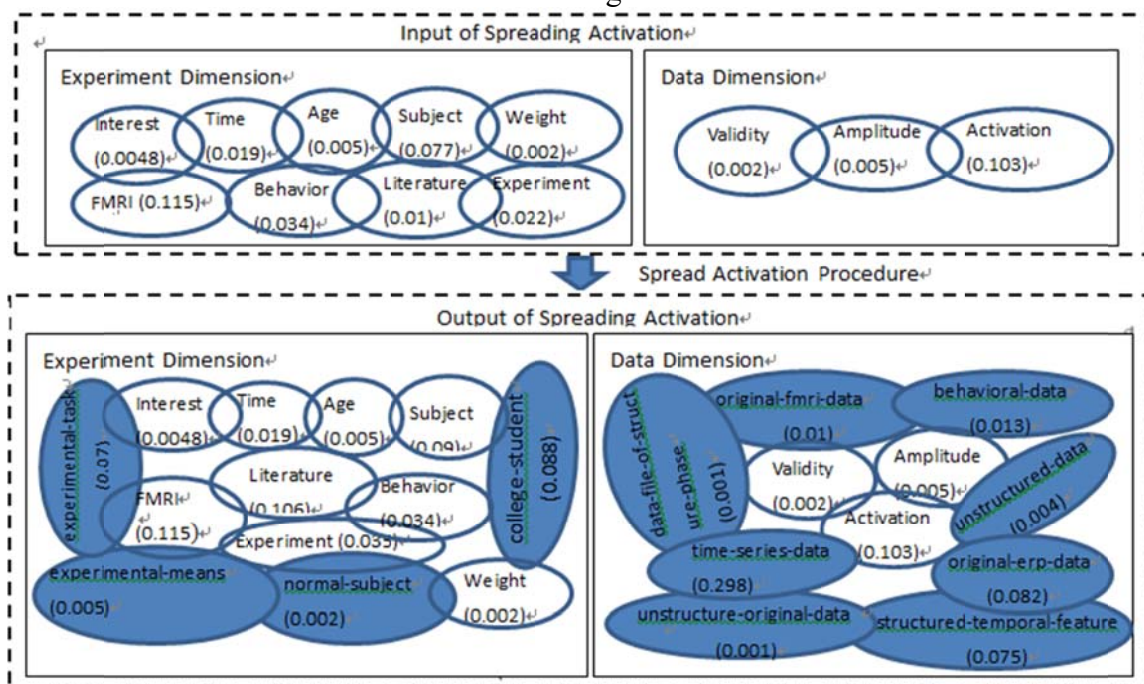 Input of Spreading Activation
Experiment Dimension
Interest
(0.0048)
Time
(0.019)
Age
(0.005)
Subject
(0.077)
Weight
(0.002)
FMRI (0.115)
Behavior
(0.034)
Literature
(0.01)
Experiment
(0.022)
Data Dimension
Validity
(0.002)
Amplitude
(0.005)
Activation
(0.103)
Spread Activation Procedure
Output of Spreading Activation
Experiment Dimension
experimental-task
(0.07)
Interest
(0.0048)
Time
(0.019)
Age
(0.005)
Subject
(0.09)
college-student
(0.088)
FMRI
(0.115)
Literature
(0.106)
Behavior
(0.034)
Experiment (0.035)
experimental-means
(0.005)
normal-subject
(0.002)
Weight
(0.002)
Data Dimension
data-file-of-struct
ure-phase
(0.001)
original-fmri-data
(0.01)
behavioral-data
(0.013)
Validity
(0.002)
Amplitude
(0.005)
unstructured-data
(0.004)
Activation
(0.103)
time-series-data
(0.298)
original-erp-data
(0.082)
unstructure-original-data
(0.001)
structured-temporal-feature
(0.075)